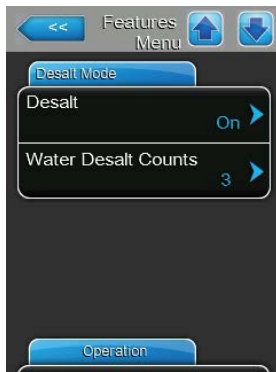 <<
Features
Menu
Desalt Mode
Desalt
On
Water Desalt Counts
3
Operation